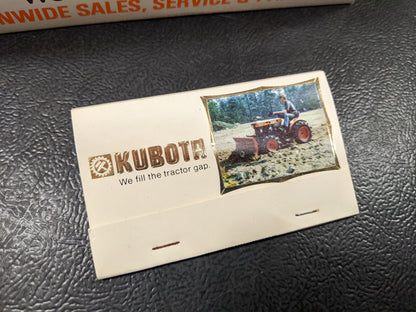 NWIDE SALES, SERVICE &
KUBOTA
We fill the tractor gap.